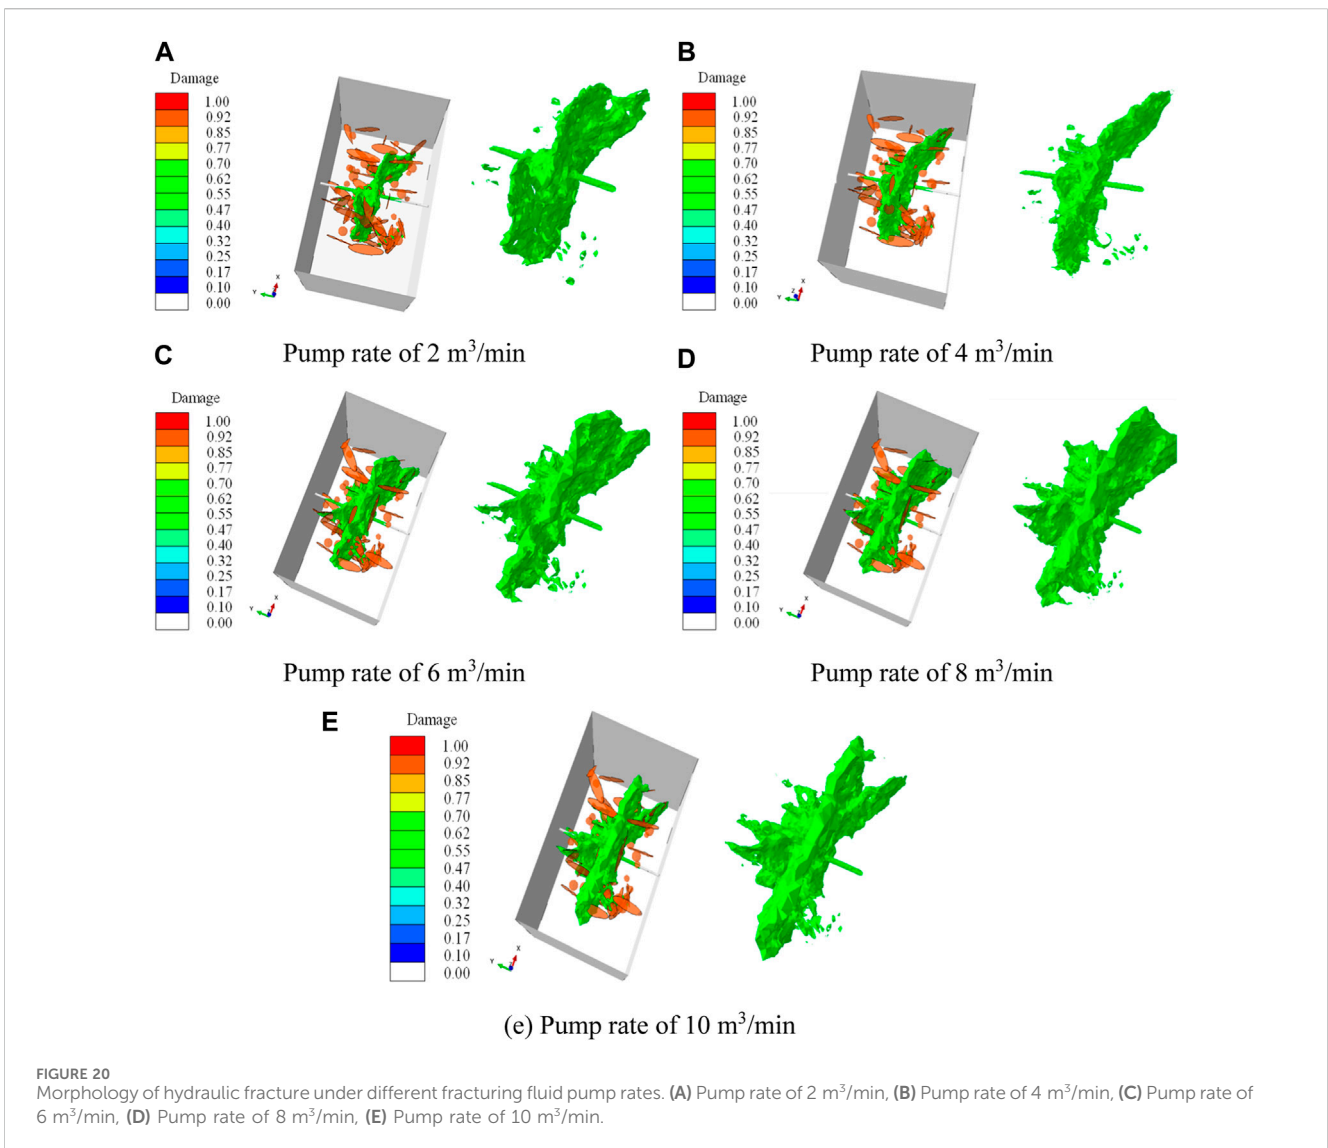 A
Damage
1.00
0.92
0.85
0.77
0.70
0.62
0.55
0.47
0.40
0.32
0.25
0.17
0.10
0.00
X
Y
Pump rate of 2 m³/min
B
Damage
1.00
0.92
0.85
0.77
0.70
0.62
0.55
0.47
0.40
0.32
0.25
0.17
0.10
0.00
X
Z
Y
Pump rate of 4 m³/min
C
Damage
1.00
0.92
0.85
0.77
0.70
0.62
0.55
0.47
0.40
0.32
0.25
0.17
0.10
0.00
X
Y
Pump rate of 6 m³/min
D
Damage
1.00
0.92
0.85
0.77
0.70
0.62
0.55
0.47
0.40
0.32
0.25
0.17
0.10
0.00
X
Y
Pump rate of 8 m³/min
E
Damage
1.00
0.92
0.85
0.77
0.70
0.62
0.55
0.47
0.40
0.32
0.25
0.17
0.10
0.00
X
Y
(e) Pump rate of 10 m³/min
FIGURE 20
Morphology of hydraulic fracture under different fracturing fluid pump rates. (A) Pump rate of 2 m³/min, (B) Pump rate of 4 m³/min, (C) Pump rate of
6 m³/min, (D) Pump rate of 8 m³/min, (E) Pump rate of 10 m³/min.